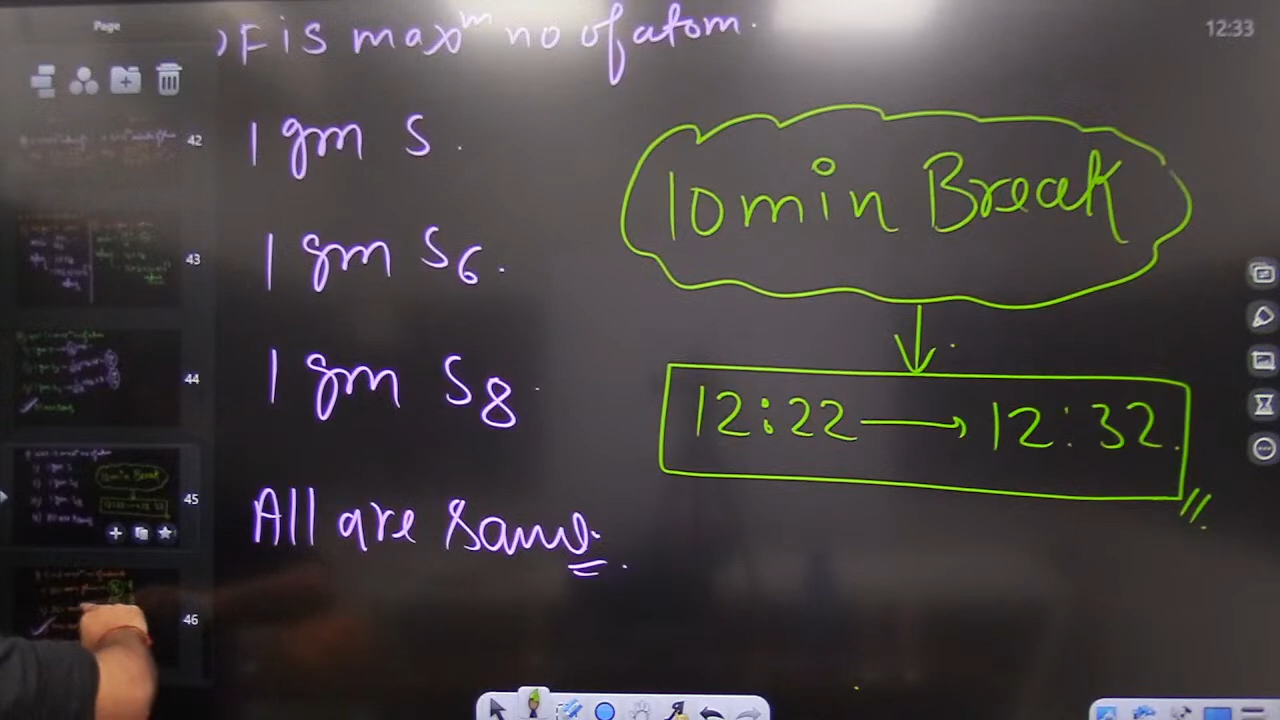 Page
12:33
) F is maxᵐ no of atom.
1 gm S.
1 gm S₆.
1 gm S₈.
All are Same.
10 min Break
12:22 → 12:32.
42
43
44
45
46